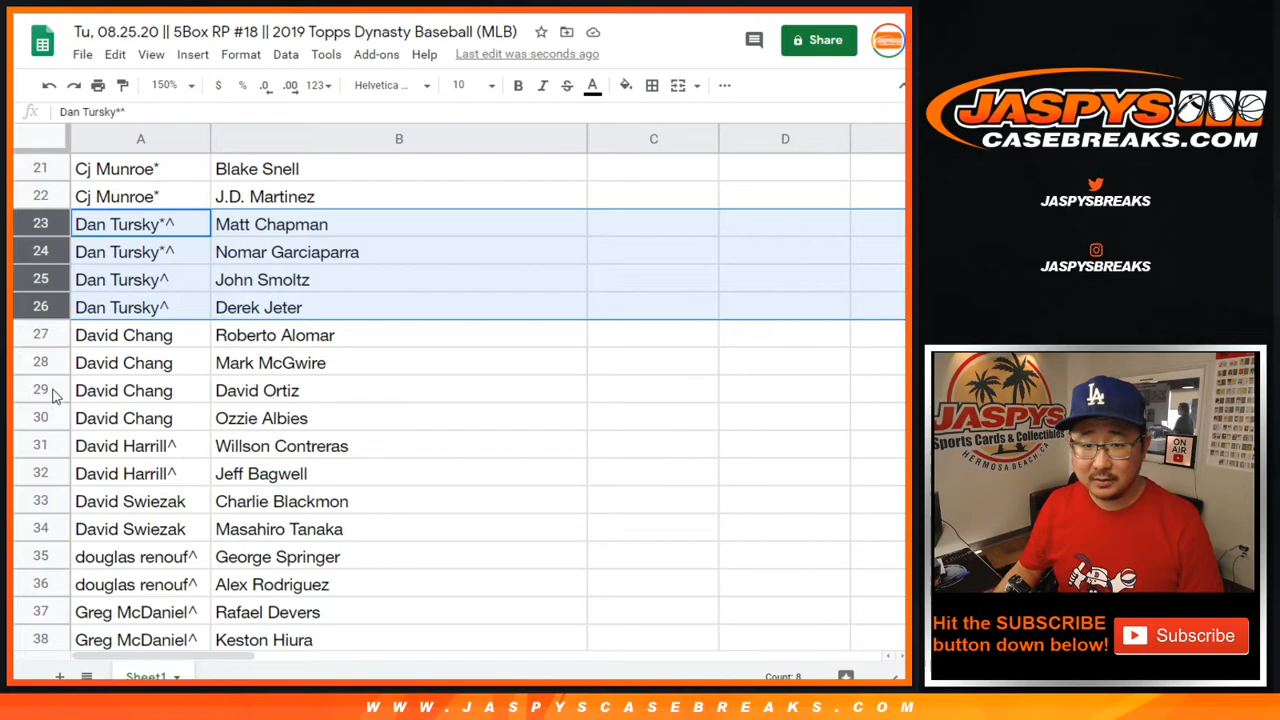 Tu, 08.25.20 || 5Box RP #18 || 2019 Topps Dynasty Baseball (MLB)
File Edit View Insert Format Data Tools Add-ons Help Last edit was seconds ago
Share
150% $ % .0 .00 123 Helvetica ... 10 B I S A
fx Dan Tursky*^
A B C D
21 Cj Munroe* Blake Snell
22 Cj Munroe* J.D. Martinez
23 Dan Tursky*^ Matt Chapman
24 Dan Tursky*^ Nomar Garciaparra
25 Dan Tursky^ John Smoltz
26 Dan Tursky^ Derek Jeter
27 David Chang Roberto Alomar
28 David Chang Mark McGwire
29 David Chang David Ortiz
30 David Chang Ozzie Albies
31 David Harrill^ Willson Contreras
32 David Harrill^ Jeff Bagwell
33 David Swiezak Charlie Blackmon
34 David Swiezak Masahiro Tanaka
35 douglas renouf^ George Springer
36 douglas renouf^ Alex Rodriguez
37 Greg McDaniel^ Rafael Devers
38 Greg McDaniel^ Keston Hiura
Sheet1 Count: 8
JASPYS
CASEBREAKS.COM
JASPYSBREAKS
JASPYSBREAKS
JASPYS
Sports Cards & Collectibles
HERMOSA BEACH, CA
ON AIR
LA
Hit the SUBSCRIBE
button down below!
Subscribe
WWW.JASPYSCASEBREAKS.COM